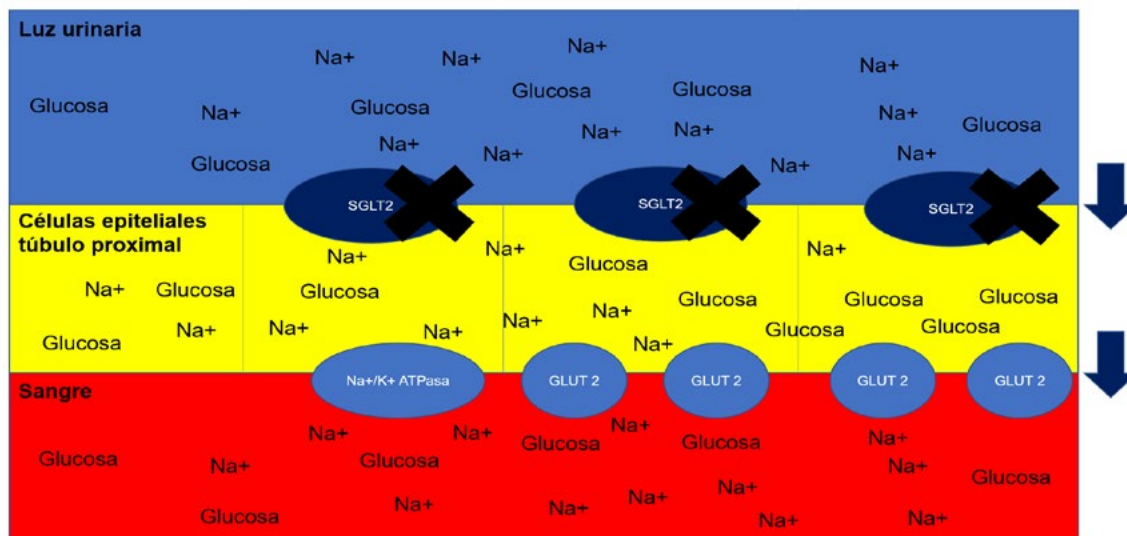 Luz urinaria
Na+
Na+
Na+
Na+
Glucosa
Glucosa
Glucosa
Na+
Glucosa
Na+
Na+
Na+
Glucosa
Na+
Na+
Na+
Glucosa
Na+
Na+
SGLT2
SGLT2
SGLT2
Células epiteliales
túbulo proximal
Na+
Na+
Na+
Glucosa
Na+
Glucosa
Glucosa
Glucosa
Glucosa
Glucosa
Na+
Na+
Na+
Na+
Na+
Glucosa
Glucosa
Glucosa
Na+
Na+/K+ ATPasa
GLUT 2
GLUT 2
GLUT 2
GLUT 2
Sangre
Na+
Na+
Na+
Glucosa
Glucosa
Na+
Glucosa
Na+
Glucosa
Na+
Glucosa
Na+
Na+
Na+
Na+
Glucosa
Na+
Na+